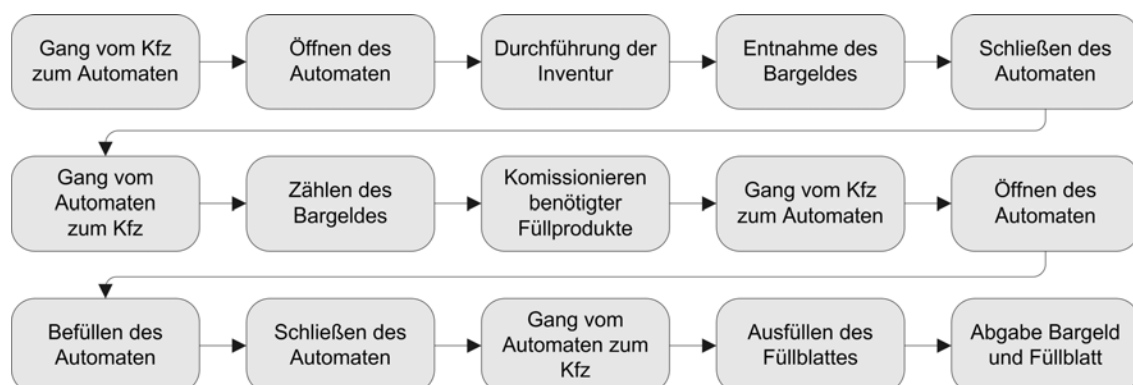 Gang vom Kfz
zum Automaten
Öffnen des
Automaten
Durchführung der
Inventur
Entnahme des
Bargeldes
Schließen des
Automaten
Gang vom
Automaten
zum Kfz
Zählen des
Bargeldes
Komissionieren
benötigter
Füllprodukte
Gang vom Kfz
zum Automaten
Öffnen des
Automaten
Befüllen des
Automaten
Schließen des
Automaten
Gang vom
Automaten zum
Kfz
Ausfüllen des
Füllblattes
Abgabe Bargeld
und Füllblatt